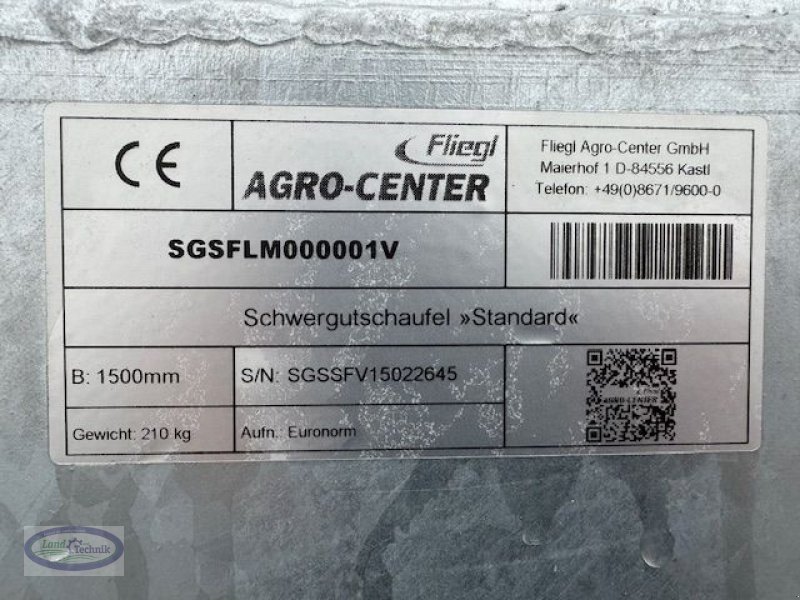 CE
Fliegl
AGRO-CENTER
Fliegl Agro-Center GmbH
Maierhof 1 D-84556 Kastl
Telefon: +49(0)8671/9600-0
SGSFLM000001V
Schwergutschaufel »Standard«
B: 1500mm
S/N: SGSSFV15022645
Gewicht: 210 kg
Aufn.: Euronorm
AGRO-CENTER
Land
Technik